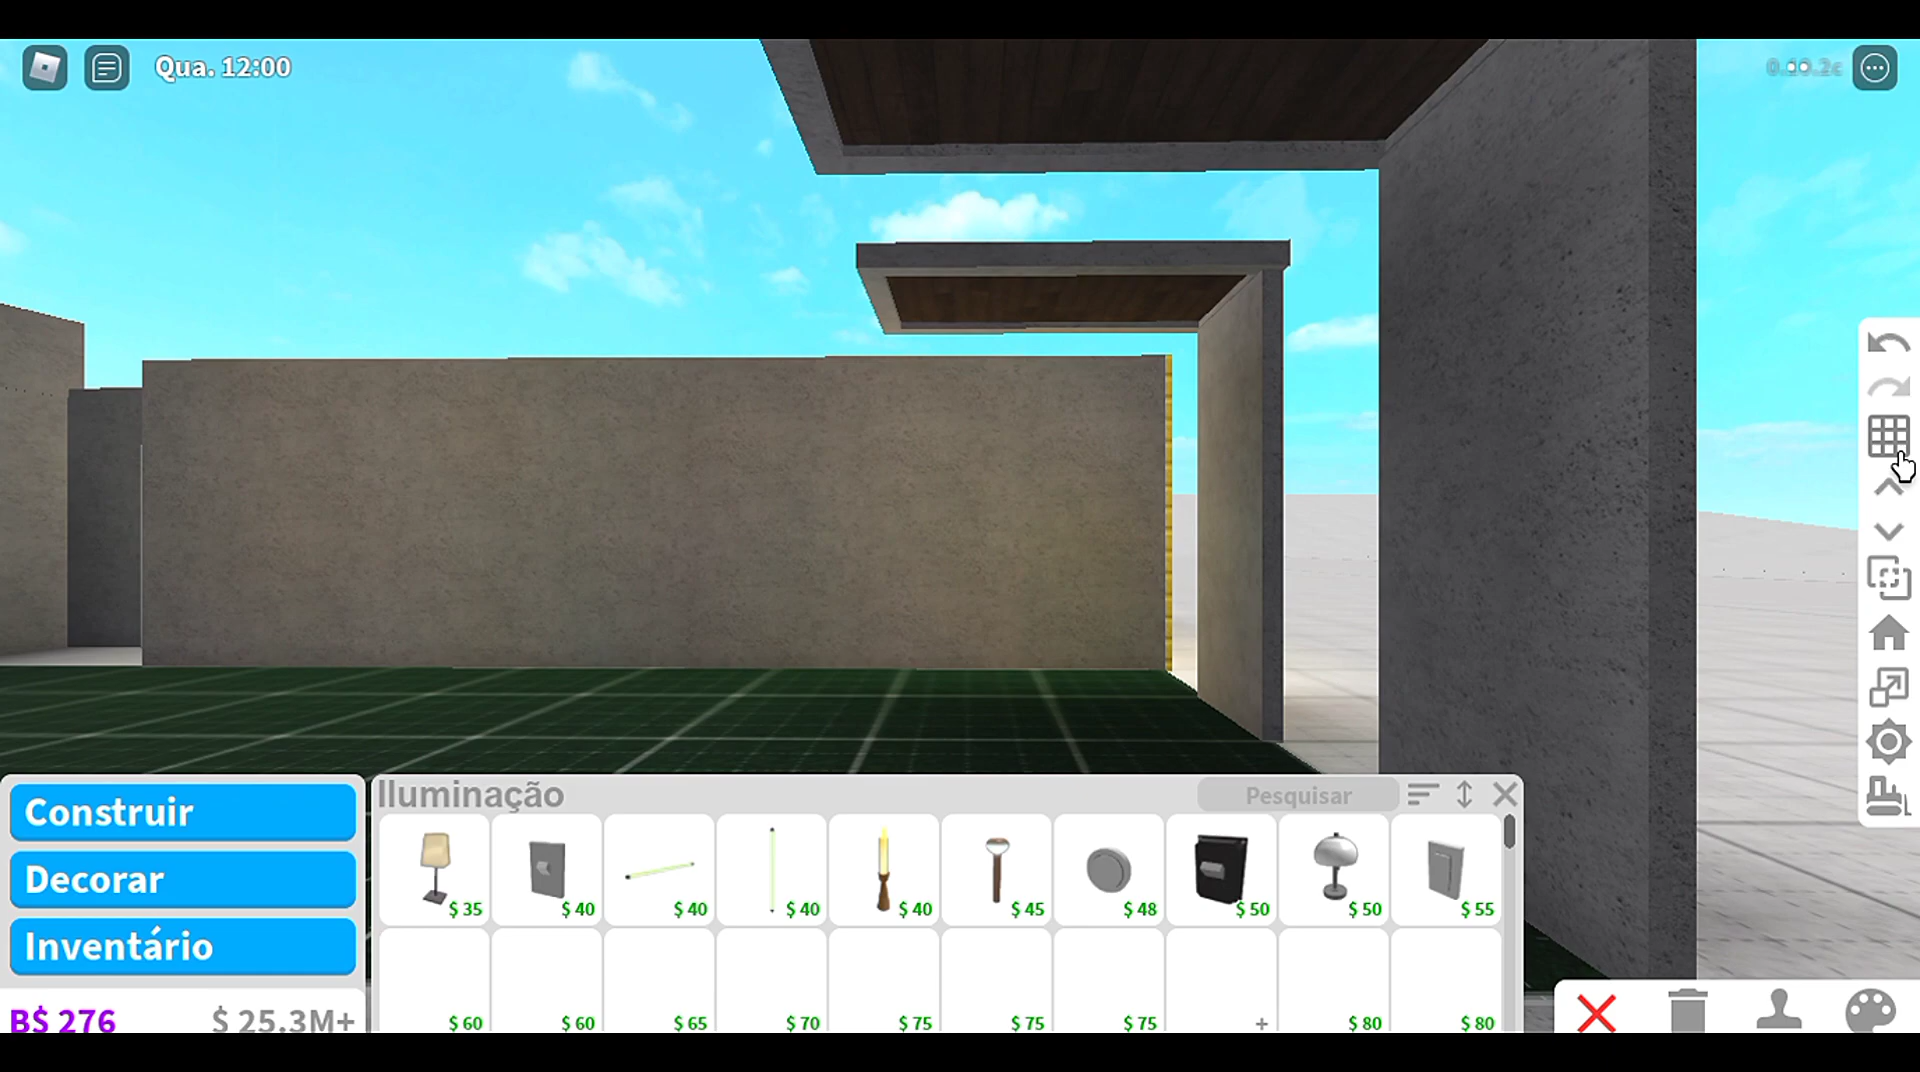 Qua. 12:00
Iluminação
Pesquisar
Construir
Decorar
Inventário
B$ 276
$ 25.3M+
$ 35
$ 40
$ 40
$ 40
$ 40
$ 45
$ 48
$ 50
$ 50
$ 55
$ 60
$ 60
$ 65
$ 70
$ 75
$ 75
$ 75
+
$ 80
$ 80